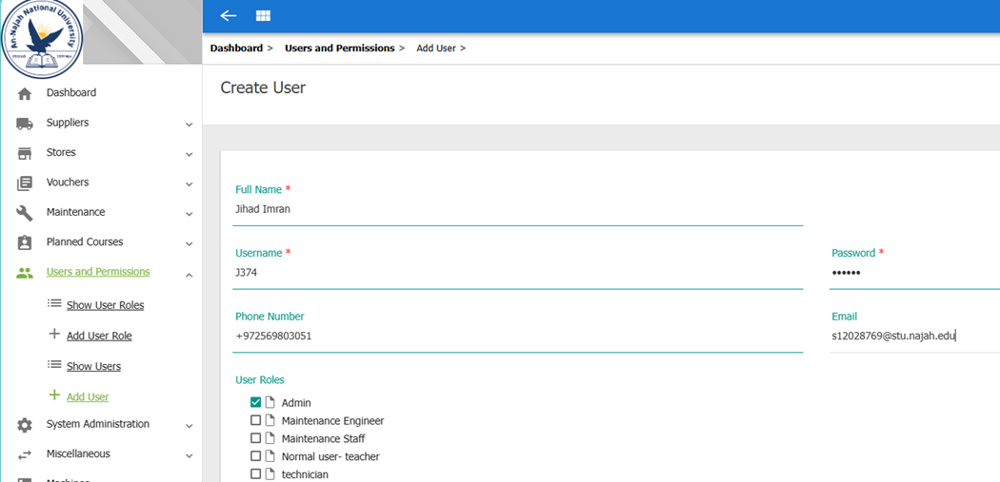 An-Najah National University
Dashboard
Suppliers
Stores
Vouchers
Maintenance
Planned Courses
Users and Permissions
Show User Roles
Add User Role
Show Users
Add User
System Administration
Miscellaneous
Dashboard > Users and Permissions > Add User >
Create User
Full Name *
Jihad Imran
Username *
J374
Password *
••••••
Phone Number
+972569803051
Email
s12028769@stu.najah.edu
User Roles
Admin
Maintenance Engineer
Maintenance Staff
Normal user- teacher
technician